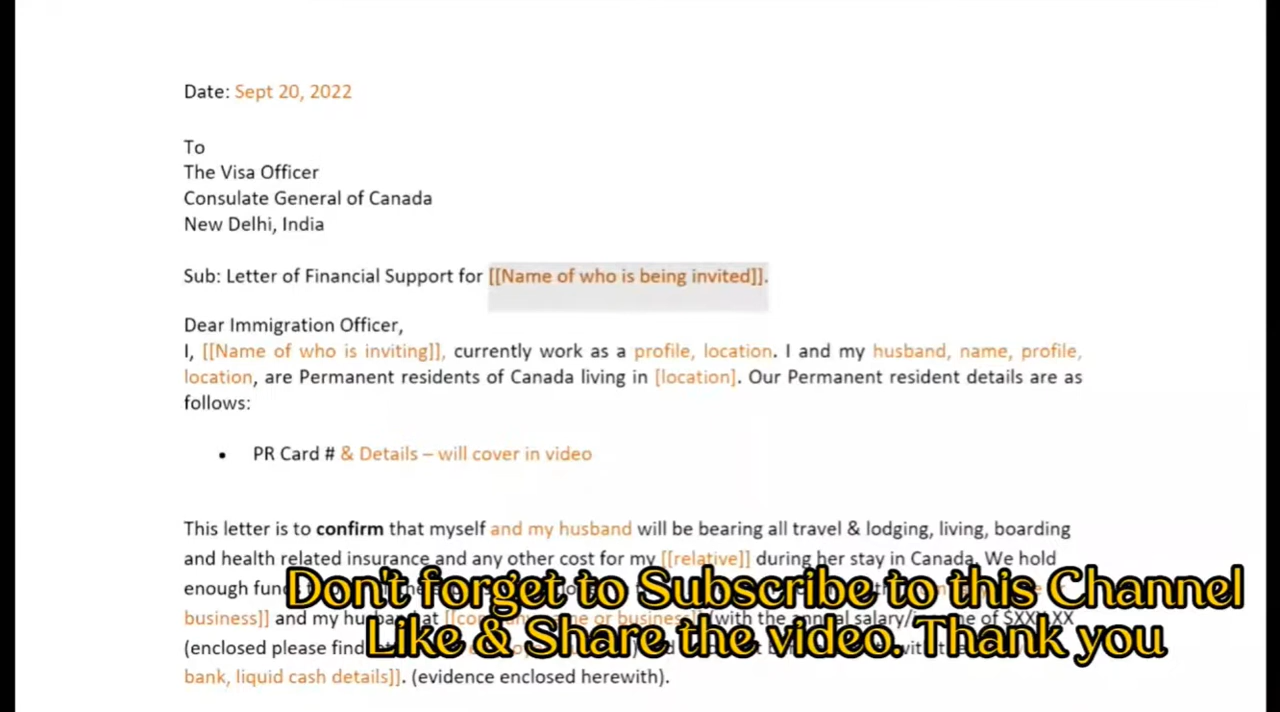 Date: Sept 20, 2022
To
The Visa Officer
Consulate General of Canada
New Delhi, India
Sub: Letter of Financial Support for [[Name of who is being invited]].
Dear Immigration Officer,
I, [[Name of who is inviting]], currently work as a profile, location. I and my husband, name, profile,
location, are Permanent residents of Canada living in [location]. Our Permanent resident details are as
follows:
• PR Card # & Details – will cover in video
This letter is to confirm that myself and my husband will be bearing all travel & lodging, living, boarding
and health related insurance and any other cost for my [[relative]] during her stay in Canada. We hold
enough
Don't forget to Subscribe to this Channel
business]] and my (with the annual
Like & Share the video. Thank you
(enclosed please find
bank, liquid cash details]]. (evidence enclosed herewith).